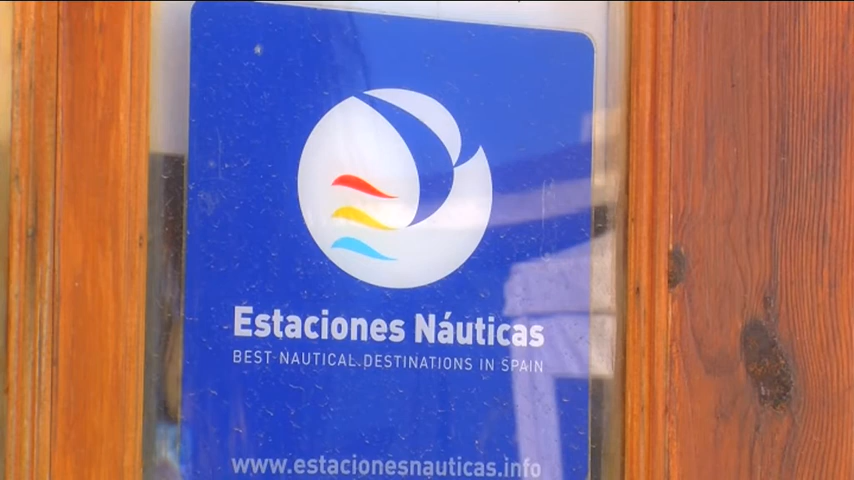 Estaciones Náuticas
BEST NAUTICAL DESTINATIONS IN SPAIN
www.estacionesnauticas.info